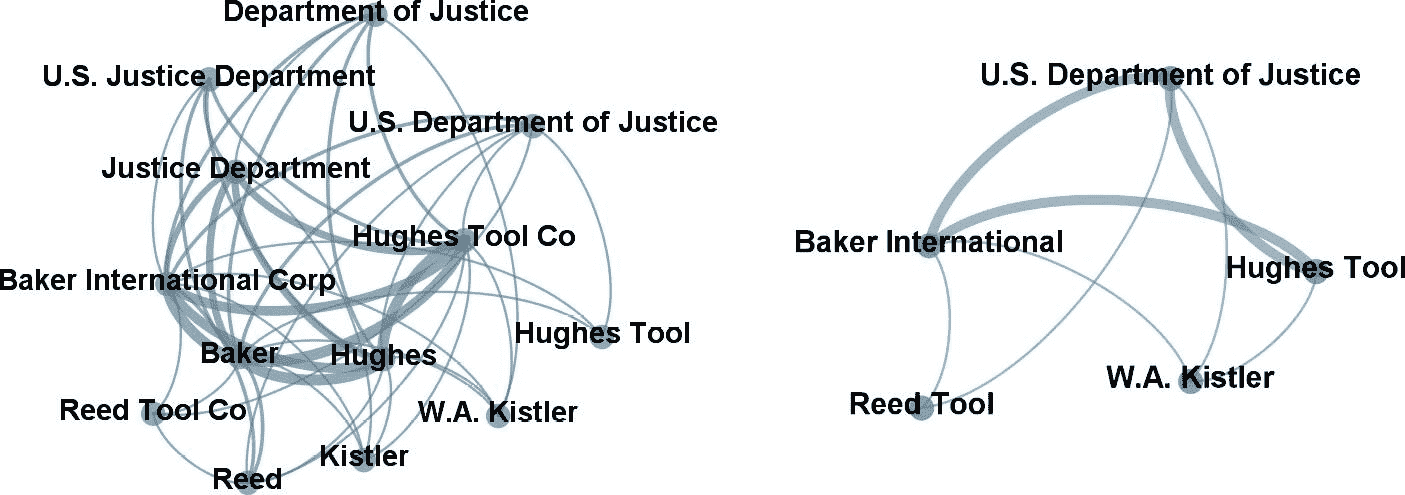 Department of Justice
U.S. Justice Department
U.S. Department of Justice
Justice Department
Hughes Tool Co
Baker International Corp
Hughes Tool
Baker
Hughes
Reed Tool Co
W.A. Kistler
Kistler
Reed
U.S. Department of Justice
Baker International
Hughes Tool
W.A. Kistler
Reed Tool